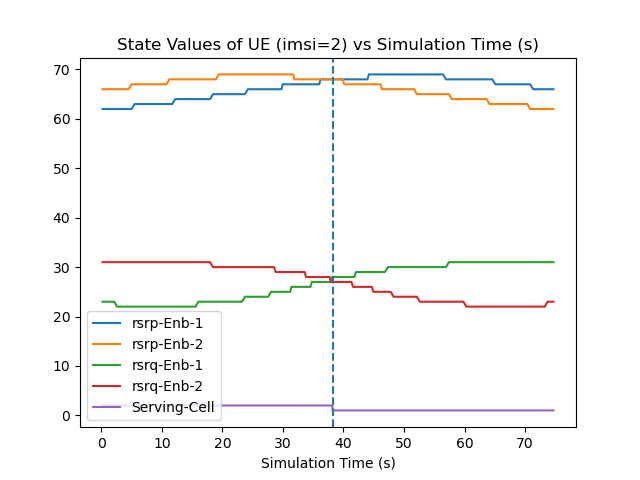 State Values of UE (imsi=2) vs Simulation Time (s)
70
60
50
40
30
20
10
0
rsrp-Enb-1
rsrp-Enb-2
rsrq-Enb-1
rsrq-Enb-2
Serving-Cell
0 10 20 30 40 50 60 70
Simulation Time (s)